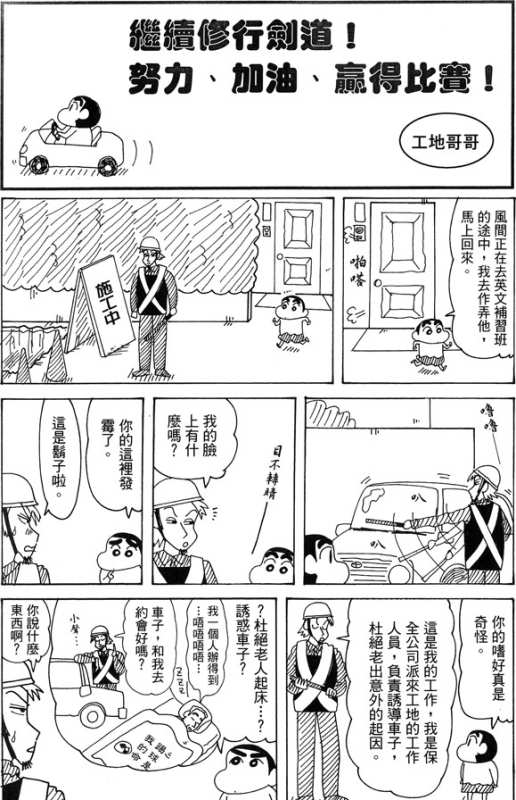 繼續修行劍道！
努力、加油、贏得比賽！
工地哥哥
風間正在去英文補習班
的途中，我去作弄他，
馬上回來。
啪嗒
施工中
嚕嚕
叭
叭
目不轉睛
我的臉
上有什
麼嗎？
你的這裡發
霉了。
這是鬍子啦。
你的嗜好真是
奇怪。
這是我的工作，我是保
全公司派來工地的工作
人員，負責誘導車子，
杜絕老出意外的起因。
？杜絕老人起床…？
誘惑車子？
我一個人辦得到
…唔唔唔唔…
ZZZ
車子，和我去
約會好嗎？
小聲…
你說什麼
東西啊？